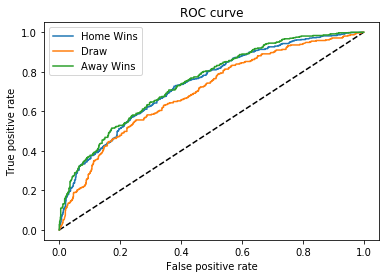 ROC curve
Home Wins
Draw
Away Wins
True positive rate
1.0
0.8
0.6
0.4
0.2
0.0
0.0 0.2 0.4 0.6 0.8 1.0
False positive rate